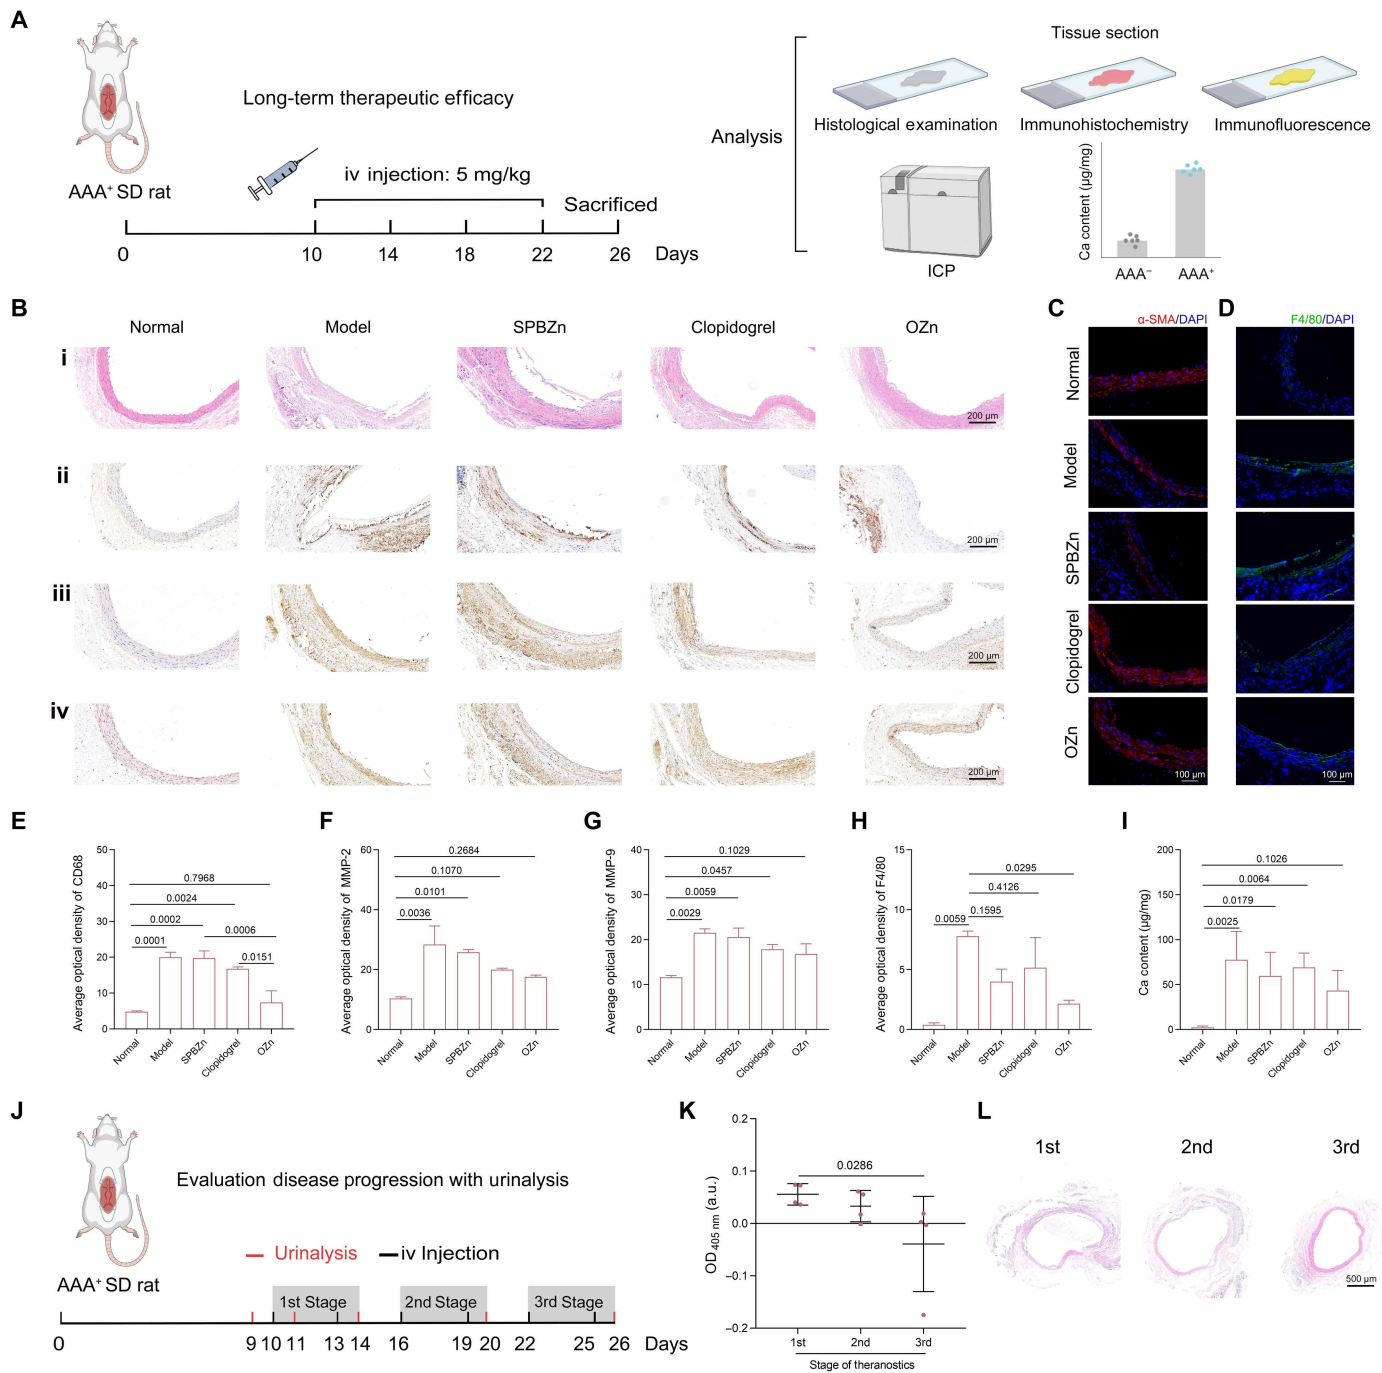 A
Long-term therapeutic efficacy
iv injection: 5 mg/kg
AAA+ SD rat
Sacrificed
0 10 14 18 22 26 Days
Analysis
Tissue section
Histological examination Immunohistochemistry Immunofluorescence
ICP
Ca content (µg/mg)
AAA− AAA+
B
Normal Model SPBZn Clopidogrel OZn
i
200 µm
ii
200 µm
iii
200 µm
iv
200 µm
C
α-SMA/DAPI
Normal
Model
SPBZn
Clopidogrel
OZn
100 µm
D
F4/80/DAPI
100 µm
E
Average optical density of CD68
50
40
30
20
10
0
0.7968
0.0024
0.0002
0.0006
0.0001
0.0151
Normal Model SPBZn Clopidogrel OZn
F
Average optical density of MMP-2
60
40
20
0
0.2684
0.1070
0.0101
0.0036
Normal Model SPBZn Clopidogrel OZn
G
Average optical density of MMP-9
40
30
20
10
0
0.1029
0.0457
0.0059
0.0029
Normal Model SPBZn Clopidogrel OZn
H
Average optical density of F4/80
15
10
5
0
0.0295
0.4126
0.0059 0.1595
Normal Model SPBZn Clopidogrel OZn
I
Ca content (µg/mg)
200
150
100
50
0
0.1026
0.0064
0.0179
0.0025
Normal Model SPBZn Clopidogrel OZn
J
Evaluation disease progression with urinalysis
Urinalysis iv Injection
AAA+ SD rat
1st Stage 2nd Stage 3rd Stage
0 9 10 11 13 14 16 19 20 22 25 26 Days
K
OD 405 nm (a.u.)
0.2
0.1
0.0
−0.1
−0.2
0.0286
1st 2nd 3rd
Stage of theranostics
L
1st 2nd 3rd
500 µm